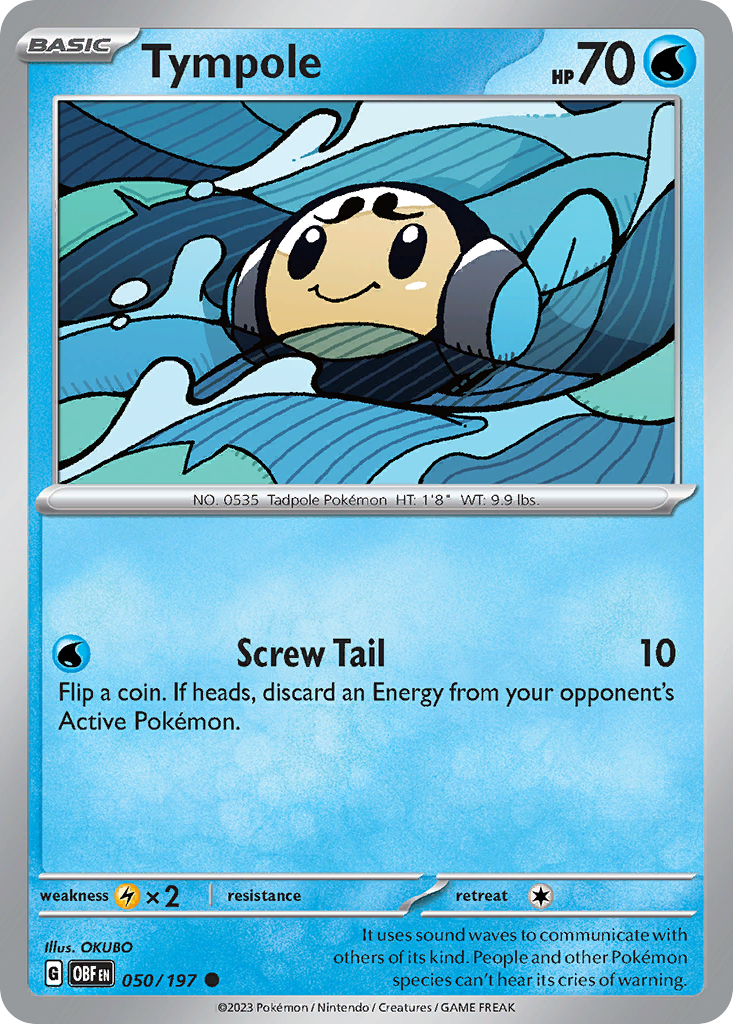 BASIC
Tympole
HP 70
NO. 0535 Tadpole Pokémon HT: 1'8" WT: 9.9 lbs.
Screw Tail 10
Flip a coin. If heads, discard an Energy from your opponent's
Active Pokémon.
weakness ×2 resistance retreat
Illus. OKUBO
G OBF EN 050/197
It uses sound waves to communicate with
others of its kind. People and other Pokémon
species can't hear its cries of warning.
©2023 Pokémon / Nintendo / Creatures / GAME FREAK